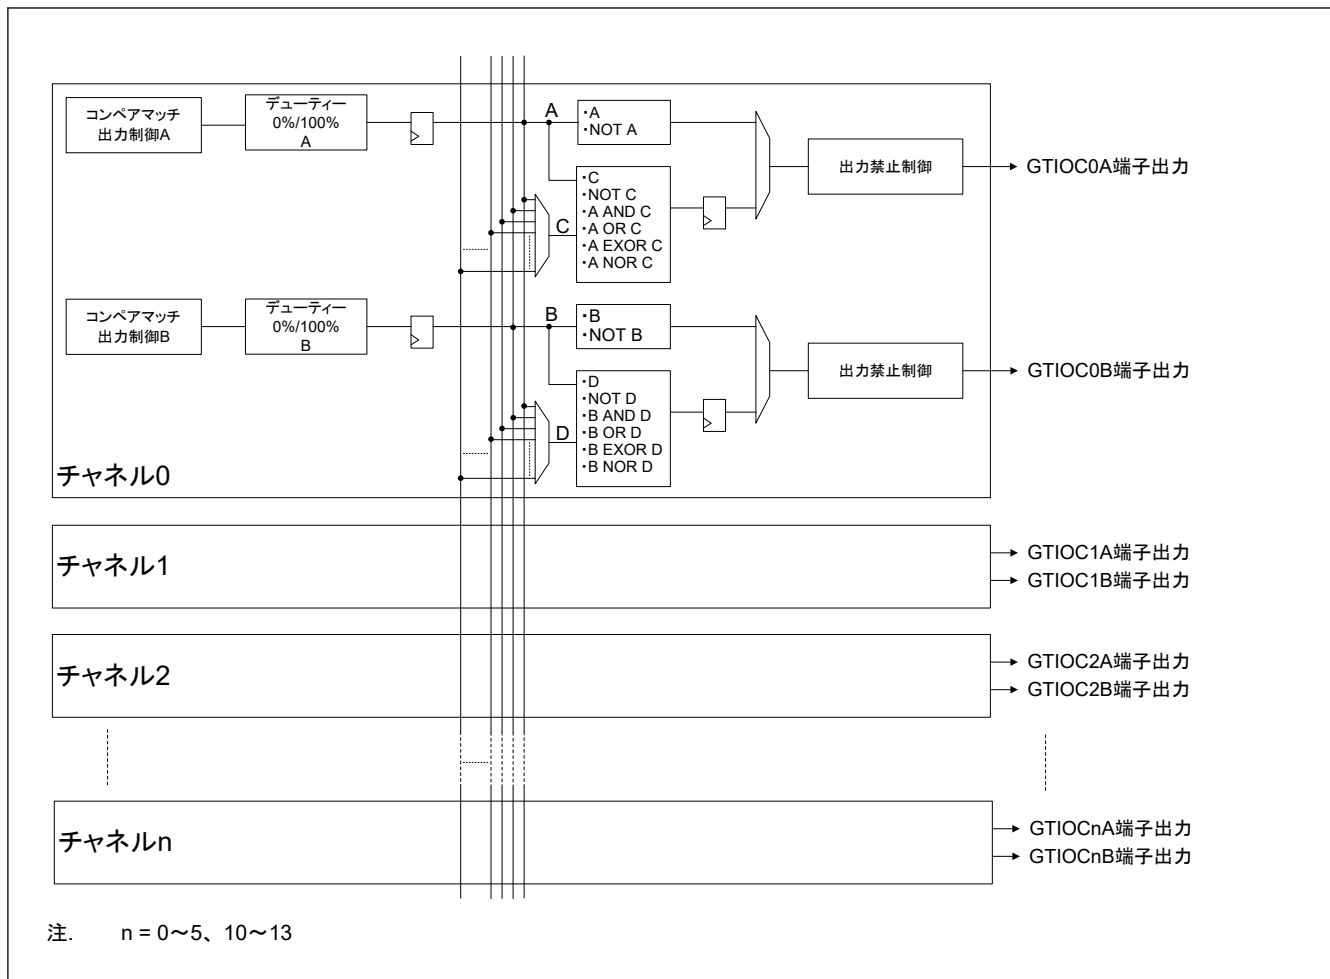 コンペアマッチ
出力制御A
デューティー
0%/100%
A
A
・A
・NOT A
・C
・NOT C
・A AND C
・A OR C
・A EXOR C
・A NOR C
C
出力禁止制御
GTIOC0A端子出力
コンペアマッチ
出力制御B
デューティー
0%/100%
B
B
・B
・NOT B
・D
・NOT D
・B AND D
・B OR D
・B EXOR D
・B NOR D
D
出力禁止制御
GTIOC0B端子出力
チャネル0
チャネル1
GTIOC1A端子出力
GTIOC1B端子出力
チャネル2
GTIOC2A端子出力
GTIOC2B端子出力
チャネルn
GTIOCnA端子出力
GTIOCnB端子出力
注. n = 0～5、10～13